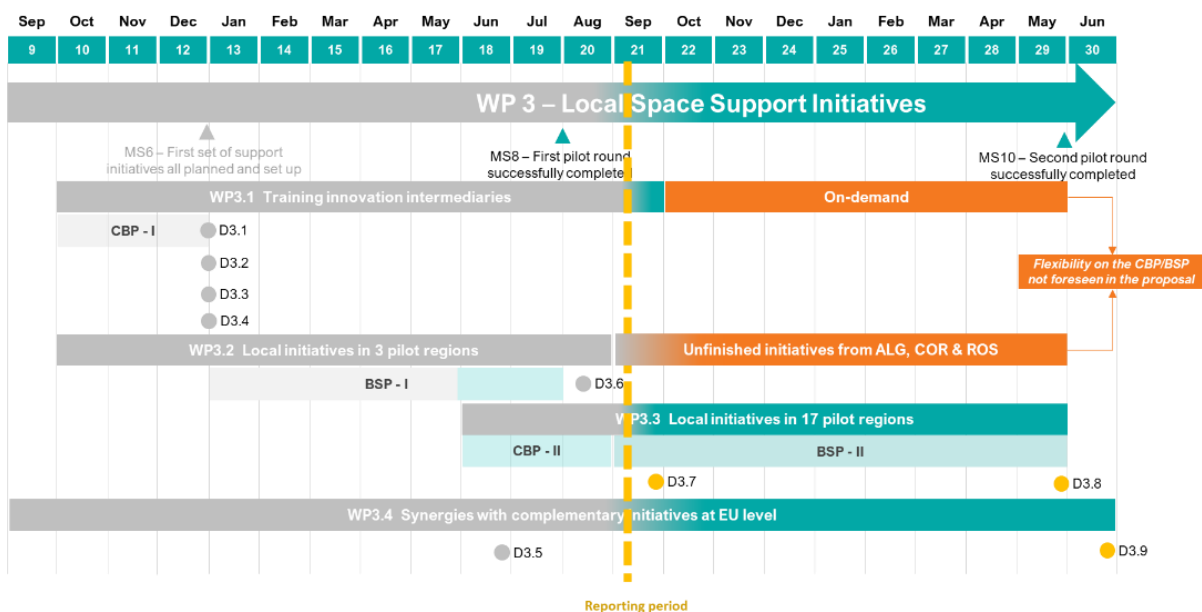 Sep Oct Nov Dec Jan Feb Mar Apr May Jun Jul Aug Sep Oct Nov Dec Jan Feb Mar Apr May Jun
9 10 11 12 13 14 15 16 17 18 19 20 21 22 23 24 25 26 27 28 29 30
WP 3 – Local Space Support Initiatives
MS6 – First set of support
initiatives all planned and set up
MS8 – First pilot round
successfully completed
MS10 – Second pilot round
successfully completed
WP3.1 Training innovation intermediaries
On-demand
CBP - I
D3.1
D3.2
D3.3
D3.4
Flexibility on the CBP/BSP
not foreseen in the proposal
WP3.2 Local initiatives in 3 pilot regions
Unfinished initiatives from ALG, COR & ROS
BSP - I
D3.6
WP3.3 Local initiatives in 17 pilot regions
CBP - II
BSP - II
D3.7
D3.8
WP3.4 Synergies with complementary initiatives at EU level
D3.5
D3.9
Reporting period